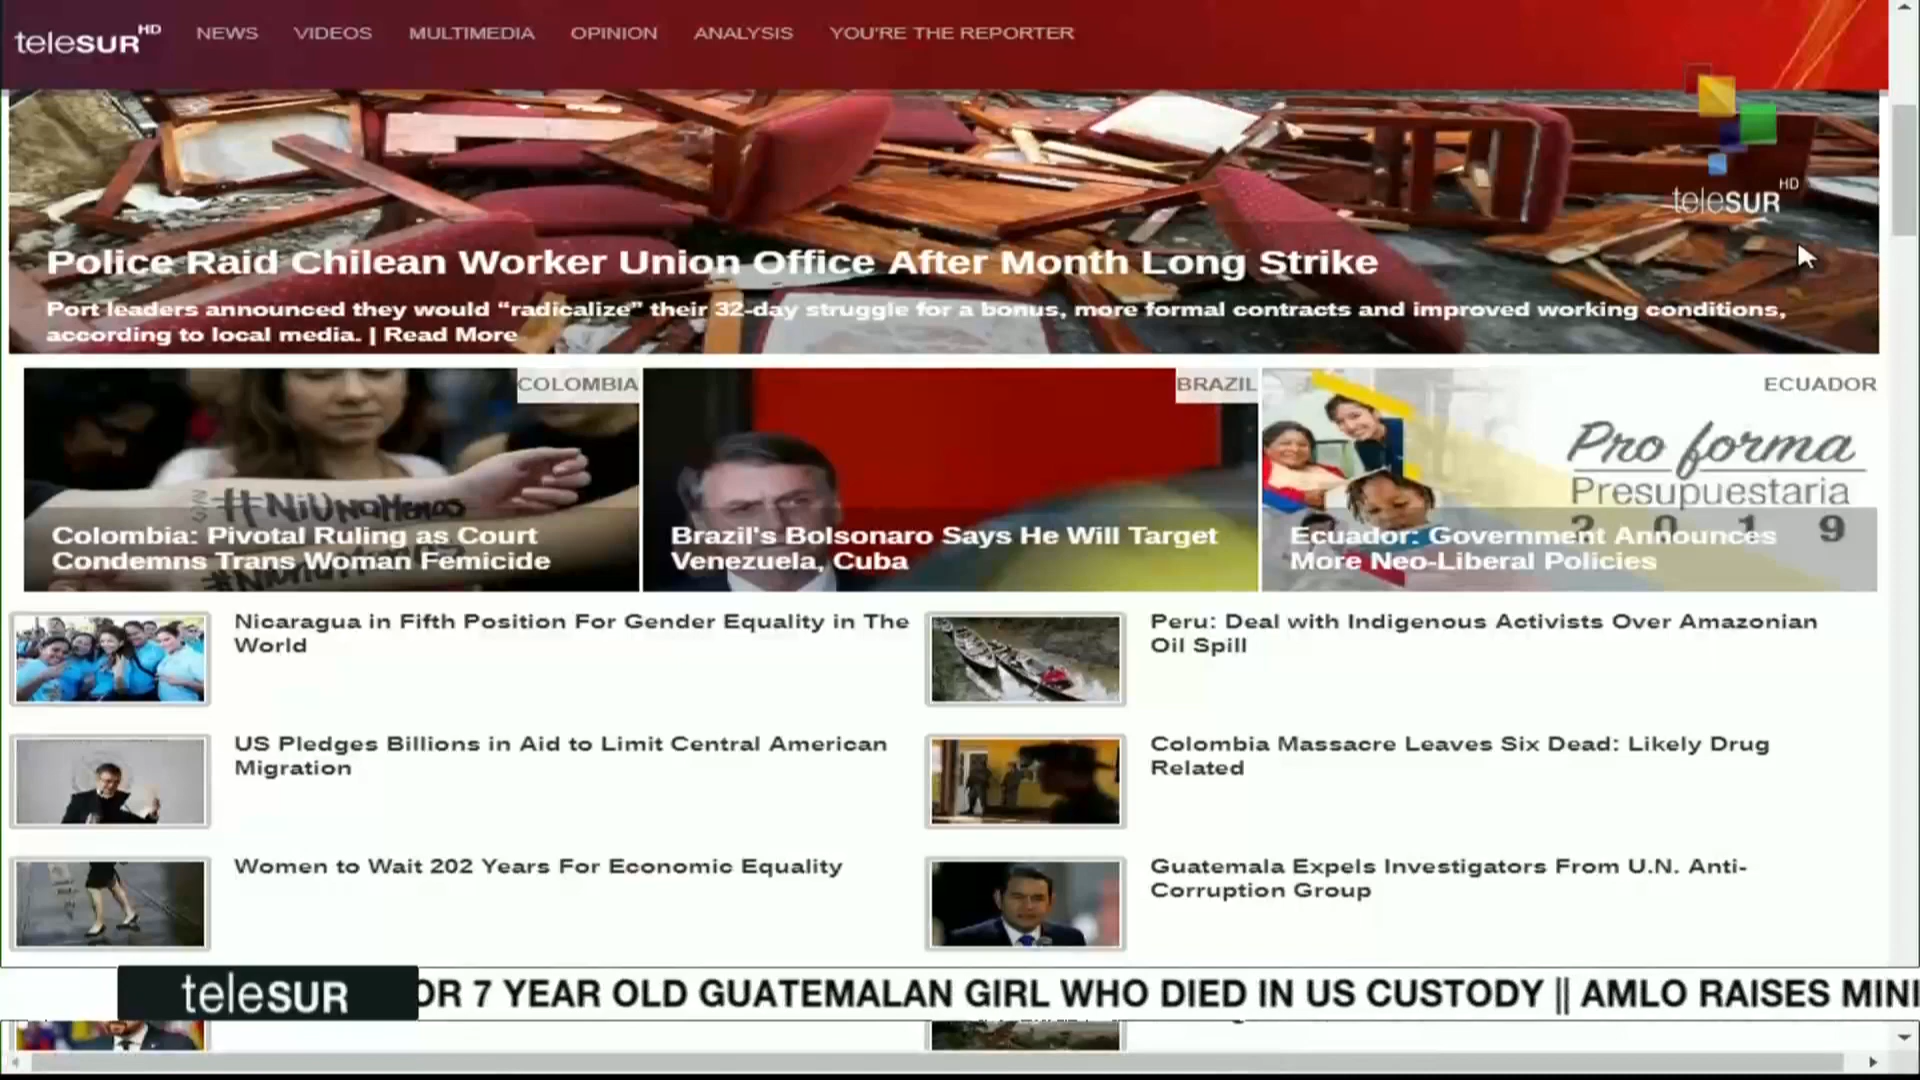 teleSUR HD
NEWS VIDEOS MULTIMEDIA OPINION ANALYSIS YOU'RE THE REPORTER
teleSUR HD
Police Raid Chilean Worker Union Office After Month Long Strike
Port leaders announced they would “radicalize” their 32-day struggle for a bonus, more formal contracts and improved working conditions,
according to local media. | Read More
COLOMBIA
#NiUnaMenos
Colombia: Pivotal Ruling as Court
Condemns Trans Woman Femicide
BRAZIL
Brazil's Bolsonaro Says He Will Target
Venezuela, Cuba
ECUADOR
Pro forma
Presupuestaria
2019
Ecuador: Government Announces
More Neo-Liberal Policies
Nicaragua in Fifth Position For Gender Equality in The
World
Peru: Deal with Indigenous Activists Over Amazonian
Oil Spill
US Pledges Billions in Aid to Limit Central American
Migration
Colombia Massacre Leaves Six Dead: Likely Drug
Related
Women to Wait 202 Years For Economic Equality
Guatemala Expels Investigators From U.N. Anti-
Corruption Group
teleSUR
OR 7 YEAR OLD GUATEMALAN GIRL WHO DIED IN US CUSTODY || AMLO RAISES MINI